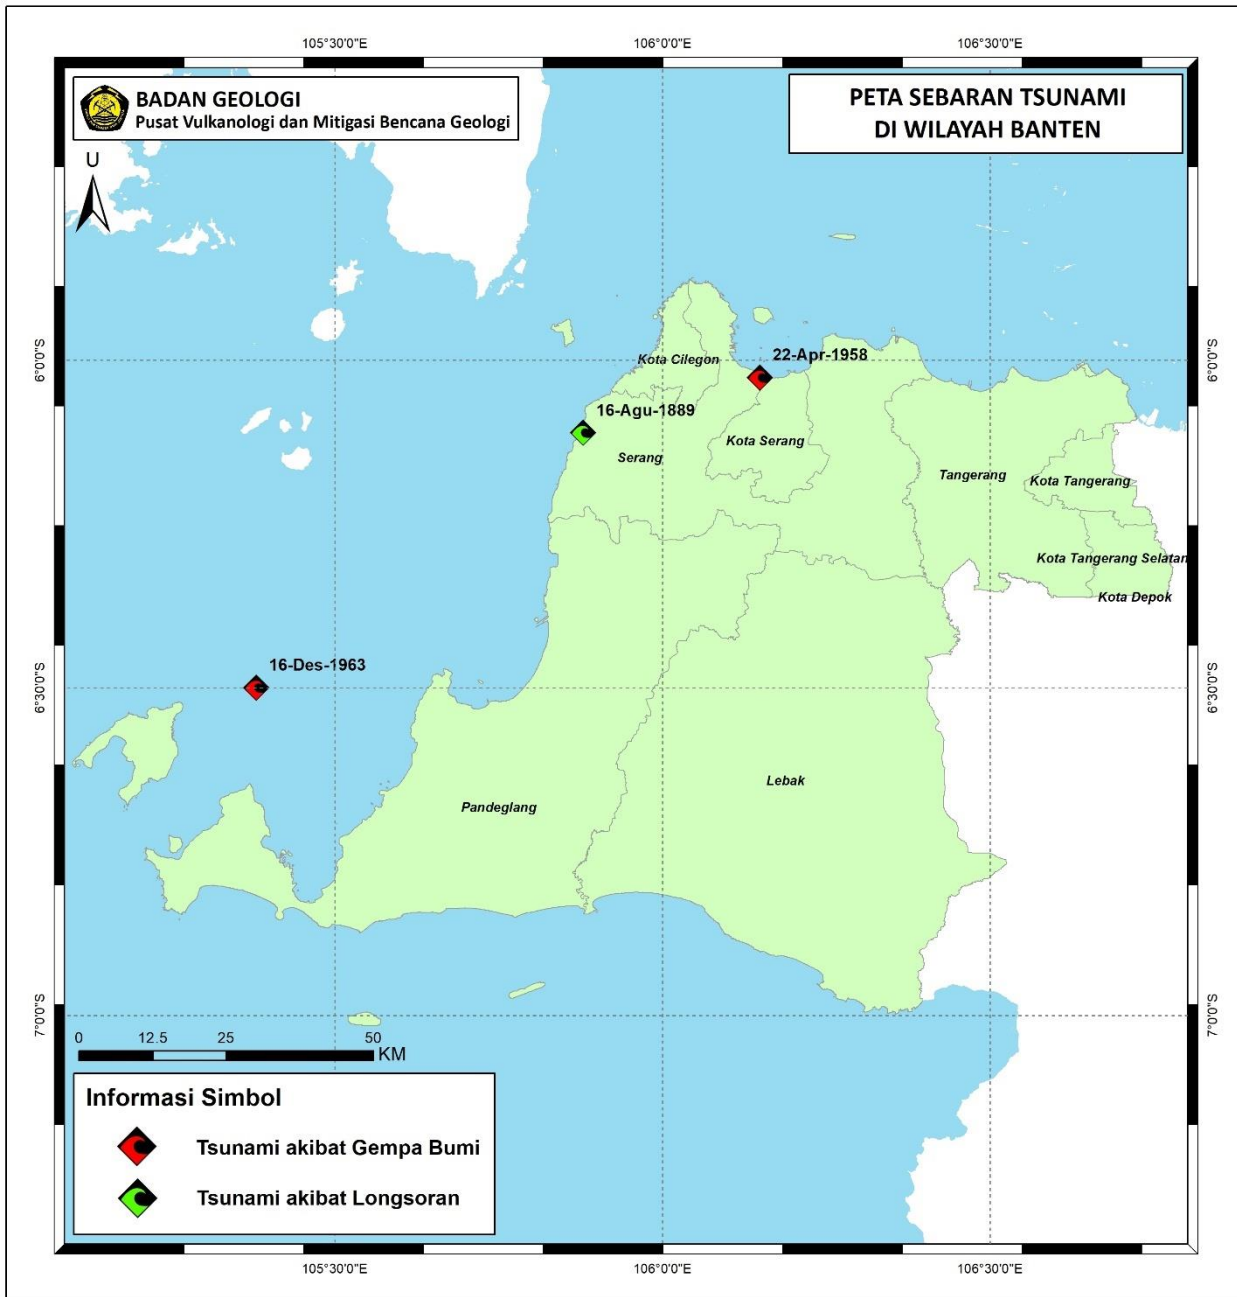 105°30'0"E
106°0'0"E
106°30'0"E
BADAN GEOLOGI
Pusat Vulkanologi dan Mitigasi Bencana Geologi
PETA SEBARAN TSUNAMI
DI WILAYAH BANTEN
U
6°0'0"S
6°0'0"S
Kota Cilegon
22-Apr-1958
16-Agu-1889
Kota Serang
Serang
Tangerang
Kota Tangerang
Kota Tangerang Selatan
Kota Depok
16-Des-1963
6°30'0"S
6°30'0"S
Lebak
Pandeglang
7°0'0"S
7°0'0"S
0 12.5 25 50
KM
Informasi Simbol
Tsunami akibat Gempa Bumi
Tsunami akibat Longsoran
105°30'0"E
106°0'0"E
106°30'0"E